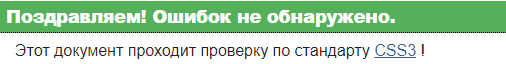 Поздравляем! Ошибок не обнаружено.
Этот документ проходит проверку по стандарту CSS3 !